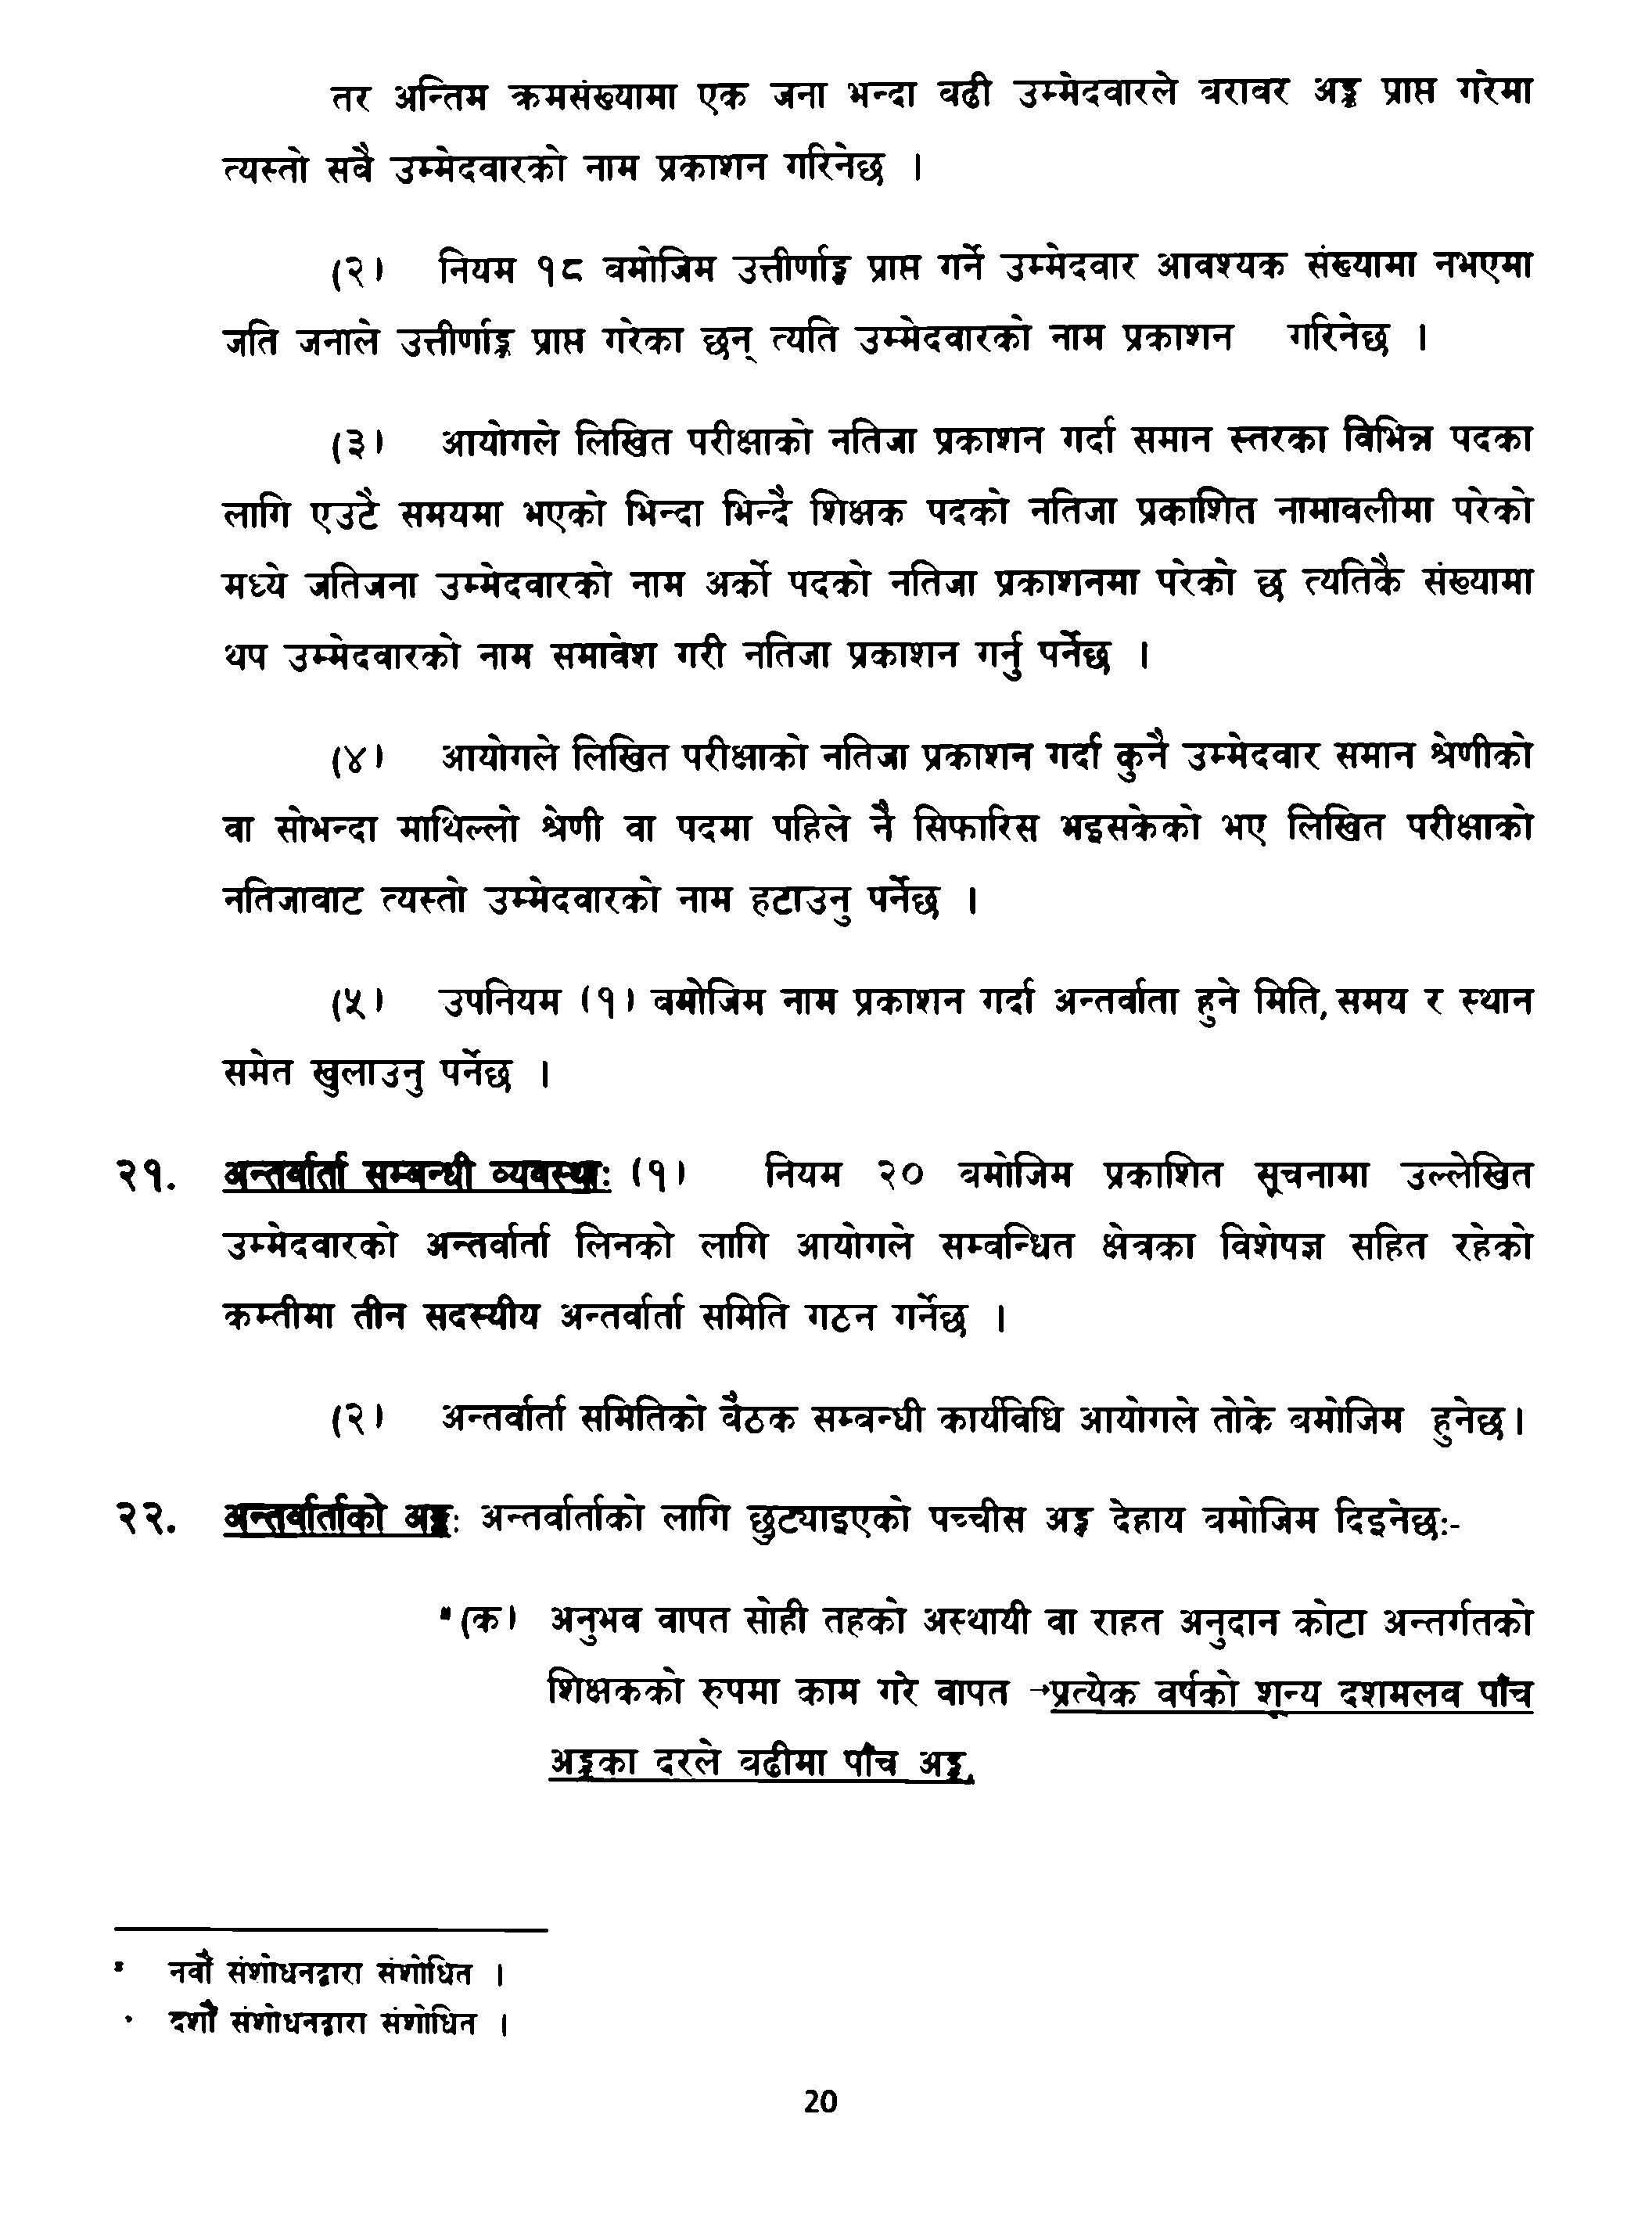 तर अन्तिम क्रमसंख्यामा एक जना भन्दा बढी उम्मेदवारले बराबर अङ्क प्राप्त गरेमा
त्यस्तो सबै उम्मेदवारको नाम प्रकाशन गरिनेछ ।
(२) नियम १८ बमोजिम उत्तीर्णाङ्क प्राप्त गर्ने उम्मेदवार आवश्यक संख्यामा नभएमा
जति जनाले उत्तीर्णाङ्क प्राप्त गरेका छन् त्यति उम्मेदवारको नाम प्रकाशन गरिनेछ ।
(३) आयोगले लिखित परीक्षाको नतिजा प्रकाशन गर्दा समान स्तरका विभिन्न पदका
लागि एउटै समयमा भएको भिन्दा भिन्दै शिक्षक पदको नतिजा प्रकाशित नामावलीमा परेको
मध्ये जतिजना उम्मेदवारको नाम अर्को पदको नतिजा प्रकाशनमा परेको छ त्यतिकै संख्यामा
थप उम्मेदवारको नाम समावेश गरी नतिजा प्रकाशन गर्नु पर्नेछ ।
(४) आयोगले लिखित परीक्षाको नतिजा प्रकाशन गर्दा कुनै उम्मेदवार समान श्रेणीको
वा सोभन्दा माथिल्लो श्रेणी वा पदमा पहिले नै सिफारिस भइसकेको भए लिखित परीक्षाको
नतिजाबाट त्यस्तो उम्मेदवारको नाम हटाउनु पर्नेछ ।
(५) उपनियम (१) बमोजिम नाम प्रकाशन गर्दा अन्तर्वाता हुने मिति, समय र स्थान
समेत खुलाउनु पर्नेछ ।
२१. अन्तर्वार्ता सम्बन्धी व्यवस्थाः (१) नियम २० बमोजिम प्रकाशित सूचनामा उल्लेखित
उम्मेदवारको अन्तर्वार्ता लिनको लागि आयोगले सम्बन्धित क्षेत्रका विशेषज्ञ सहित रहेको
कम्तीमा तीन सदस्यीय अन्तर्वार्ता समिति गठन गर्नेछ ।
(२) अन्तर्वार्ता समितिको बैठक सम्बन्धी कार्यविधि आयोगले तोके बमोजिम हुनेछ।
२२. अन्तर्वार्ताको अङ्कः अन्तर्वार्ताको लागि छुट्याइएको पच्चीस अङ्क देहाय बमोजिम दिइनेछः-
"(क) अनुभव वापत सोही तहको अस्थायी वा राहत अनुदान कोटा अन्तर्गतको
शिक्षकको रुपमा काम गरे वापत →प्रत्येक वर्षको शून्य दशमलव पाँच
अङ्कका दरले बढीमा पाँच अङ्क,
" नवौं संशोधनद्वारा संशोधित ।
• दशौं संशोधनद्वारा संशोधित ।
20